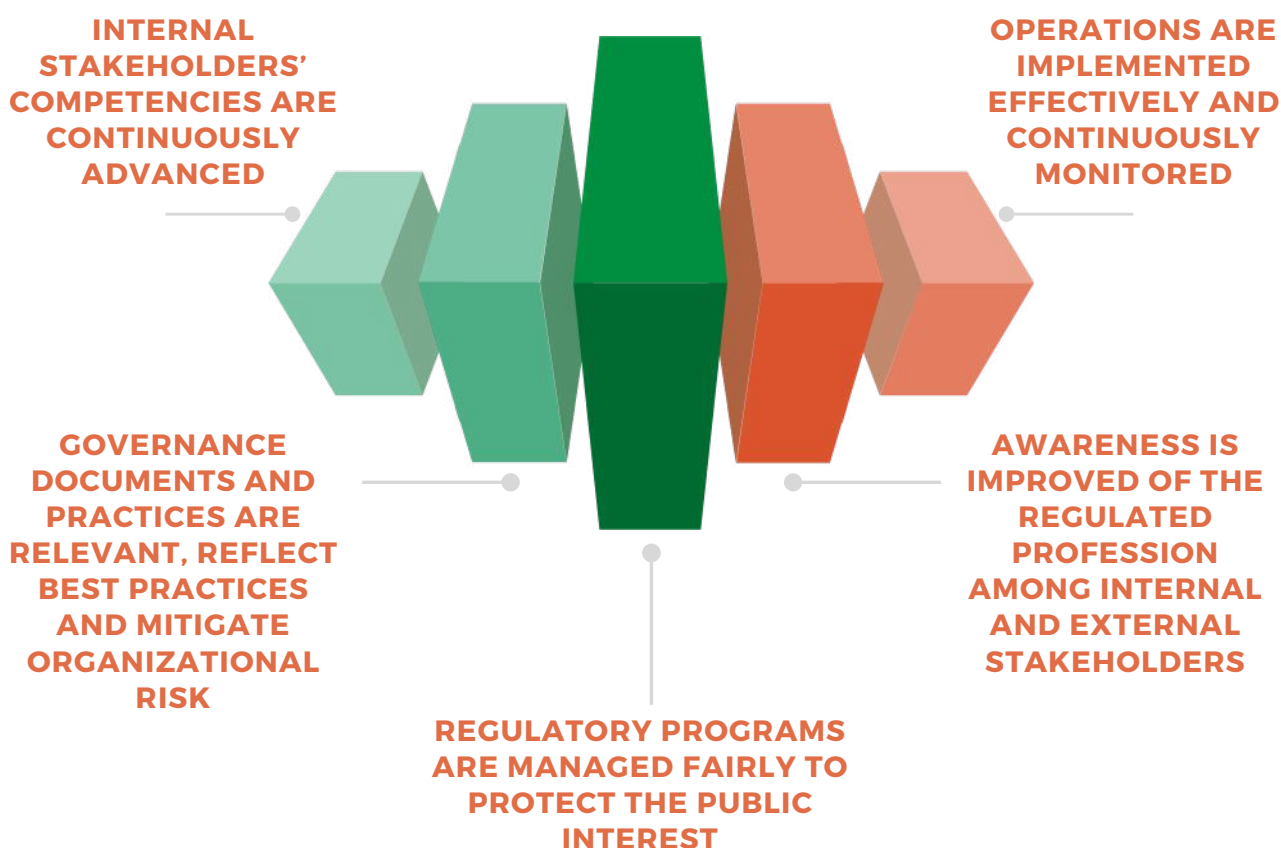 INTERNAL
STAKEHOLDERS’
COMPETENCIES ARE
CONTINUOUSLY
ADVANCED
OPERATIONS ARE
IMPLEMENTED
EFFECTIVELY AND
CONTINUOUSLY
MONITORED
GOVERNANCE
DOCUMENTS AND
PRACTICES ARE
RELEVANT, REFLECT
BEST PRACTICES
AND MITIGATE
ORGANIZATIONAL
RISK
AWARENESS IS
IMPROVED OF THE
REGULATED
PROFESSION
AMONG INTERNAL
AND EXTERNAL
STAKEHOLDERS
REGULATORY PROGRAMS
ARE MANAGED FAIRLY TO
PROTECT THE PUBLIC
INTEREST